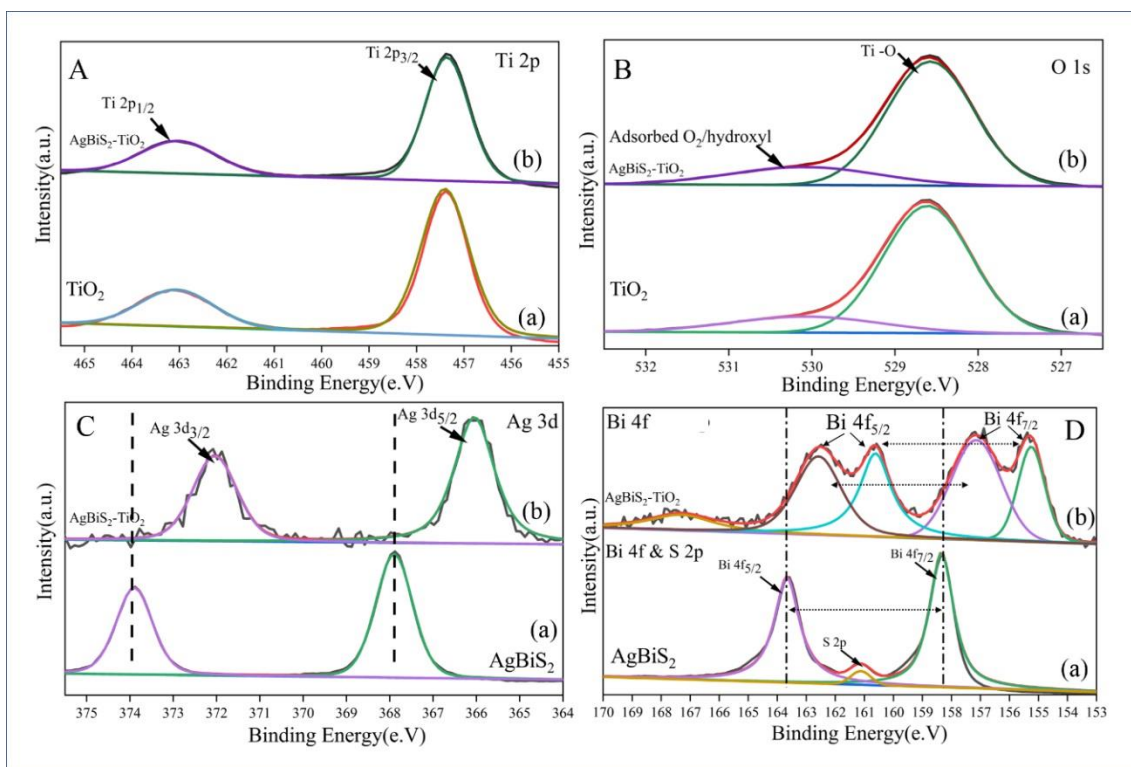 A
Ti 2p
Ti 2p3/2
Ti 2p1/2
AgBiS2-TiO2
(b)
TiO2
(a)
Intensity(a.u.)
465 464 463 462 461 460 459 458 457 456 455
Binding Energy(e.V)
B
O 1s
Ti -O
Adsorbed O2/hydroxyl
AgBiS2-TiO2
(b)
TiO2
(a)
Intensity(a.u.)
532 531 530 529 528 527
Binding Energy(e.V)
C
Ag 3d
Ag 3d3/2
Ag 3d5/2
AgBiS2-TiO2
(b)
(a)
AgBiS2
Intensity(a.u.)
375 374 373 372 371 370 369 368 367 366 365 364
Binding Energy(e.V)
Bi 4f
D
Bi 4f5/2
Bi 4f7/2
AgBiS2-TiO2
(b)
Bi 4f & S 2p
Bi 4f5/2
Bi 4f7/2
S 2p
AgBiS2
(a)
Intensity(a.u.)
170 169 168 167 166 165 164 163 162 161 160 159 158 157 156 155 154 153
Binding Energy(e.V)